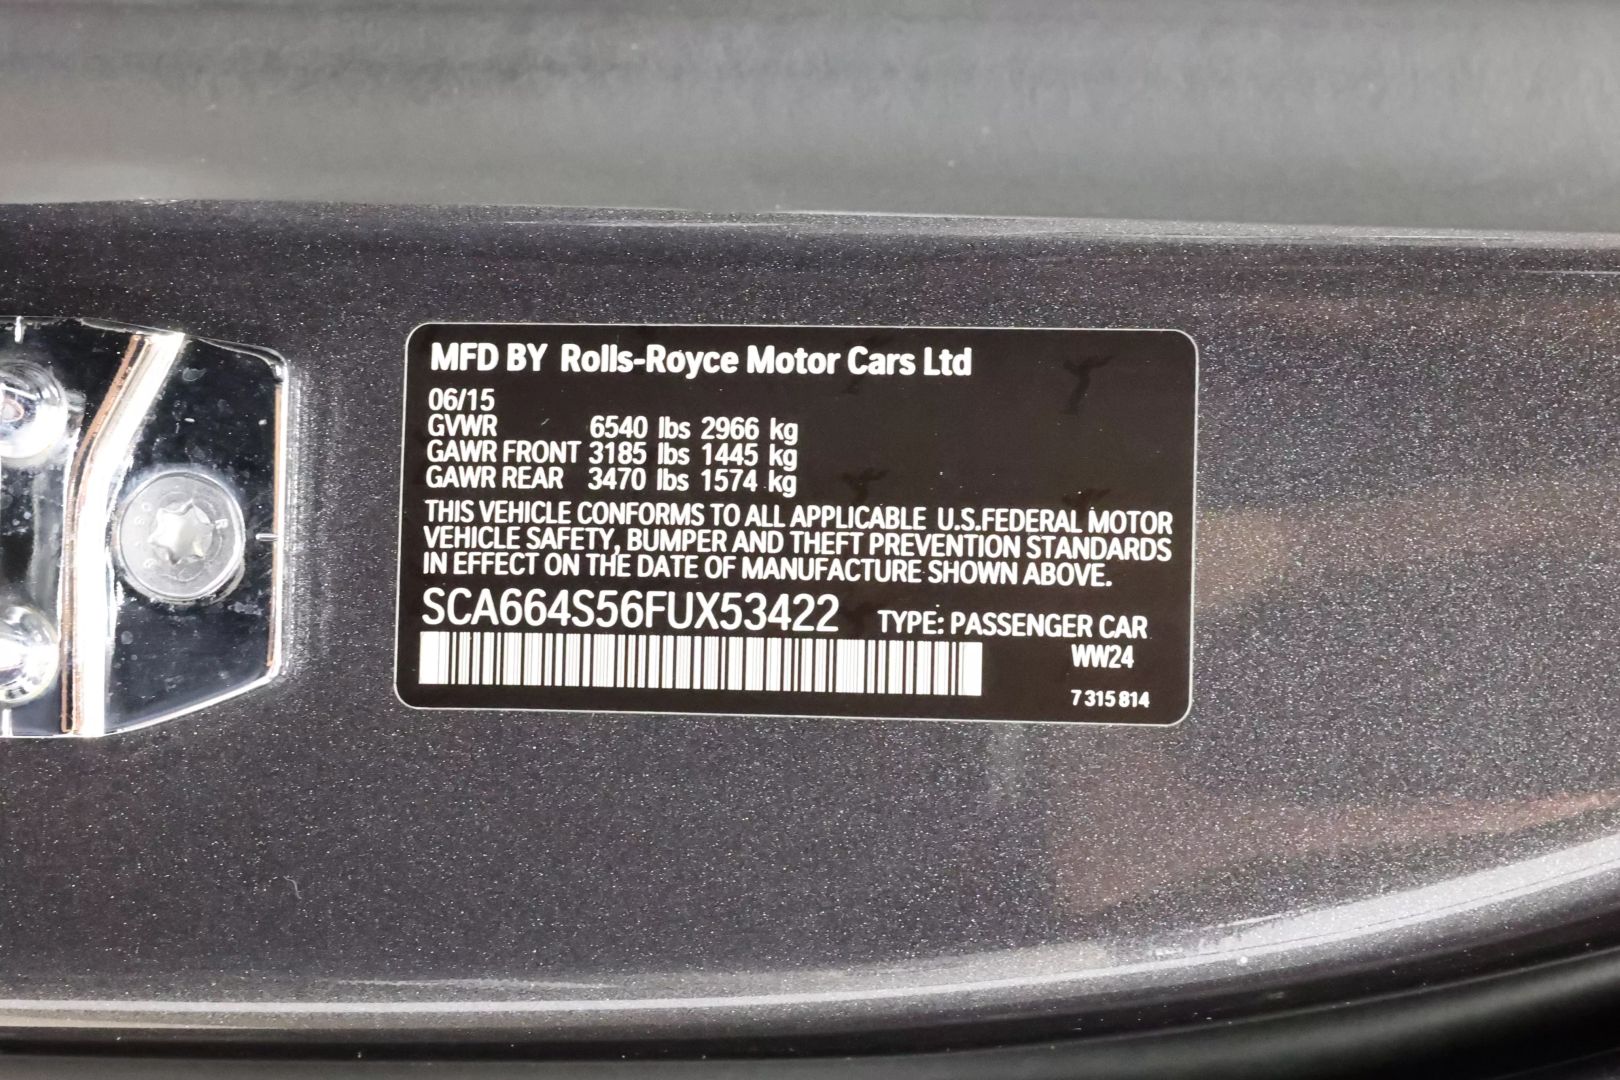 MFD BY Rolls-Royce Motor Cars Ltd
06/15
GVWR 6540 lbs 2966 kg
GAWR FRONT 3185 lbs 1445 kg
GAWR REAR 3470 lbs 1574 kg
THIS VEHICLE CONFORMS TO ALL APPLICABLE U.S.FEDERAL MOTOR
VEHICLE SAFETY, BUMPER AND THEFT PREVENTION STANDARDS
IN EFFECT ON THE DATE OF MANUFACTURE SHOWN ABOVE.
SCA664S56FUX53422 TYPE: PASSENGER CAR
WW24
7 315 814